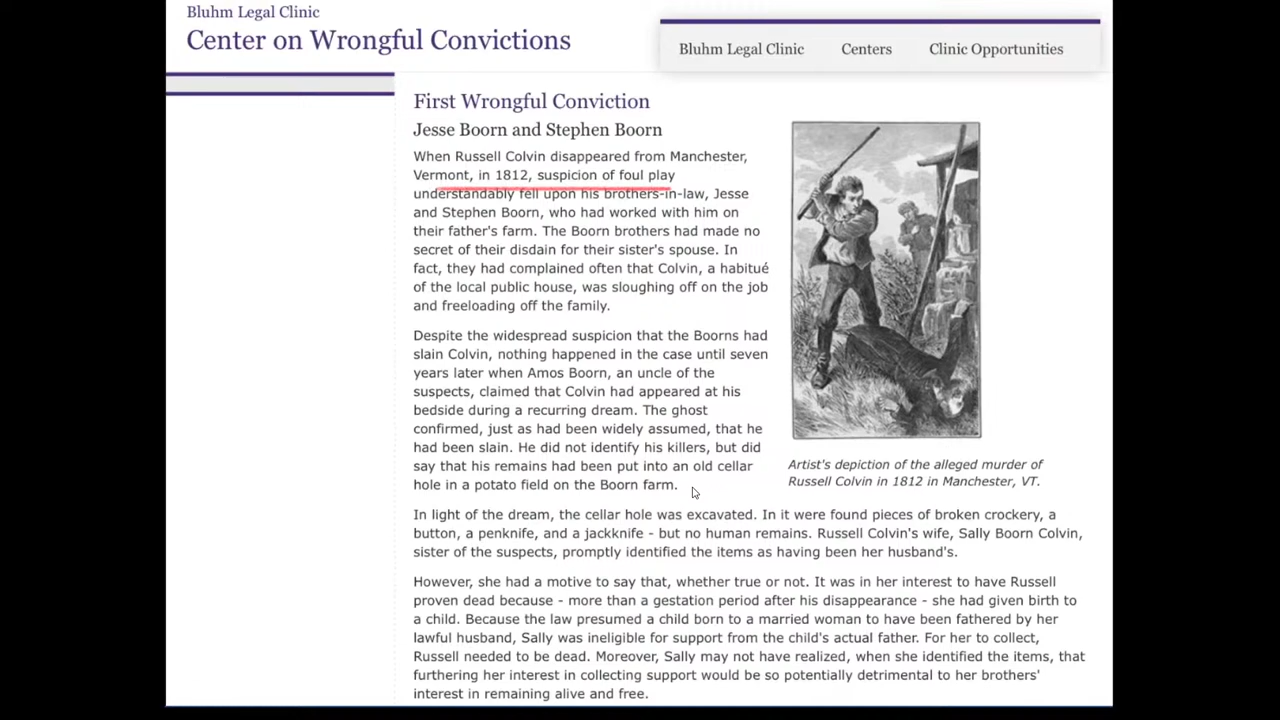 Bluhm Legal Clinic
Center on Wrongful Convictions
Bluhm Legal Clinic
Centers
Clinic Opportunities
First Wrongful Conviction
Jesse Boorn and Stephen Boorn
When Russell Colvin disappeared from Manchester,
Vermont, in 1812, suspicion of foul play
understandably fell upon his brothers-in-law, Jesse
and Stephen Boorn, who had worked with him on
their father's farm. The Boorn brothers had made no
secret of their disdain for their sister's spouse. In
fact, they had complained often that Colvin, a habitué
of the local public house, was sloughing off on the job
and freeloading off the family.
Despite the widespread suspicion that the Boorns had
slain Colvin, nothing happened in the case until seven
years later when Amos Boorn, an uncle of the
suspects, claimed that Colvin had appeared at his
bedside during a recurring dream. The ghost
confirmed, just as had been widely assumed, that he
had been slain. He did not identify his killers, but did
say that his remains had been put into an old cellar
hole in a potato field on the Boorn farm.
Artist's depiction of the alleged murder of
Russell Colvin in 1812 in Manchester, VT.
In light of the dream, the cellar hole was excavated. In it were found pieces of broken crockery, a
button, a penknife, and a jackknife - but no human remains. Russell Colvin's wife, Sally Boorn Colvin,
sister of the suspects, promptly identified the items as having been her husband's.
However, she had a motive to say that, whether true or not. It was in her interest to have Russell
proven dead because - more than a gestation period after his disappearance - she had given birth to
a child. Because the law presumed a child born to a married woman to have been fathered by her
lawful husband, Sally was ineligible for support from the child's actual father. For her to collect,
Russell needed to be dead. Moreover, Sally may not have realized, when she identified the items, that
furthering her interest in collecting support would be so potentially detrimental to her brothers'
interest in remaining alive and free.